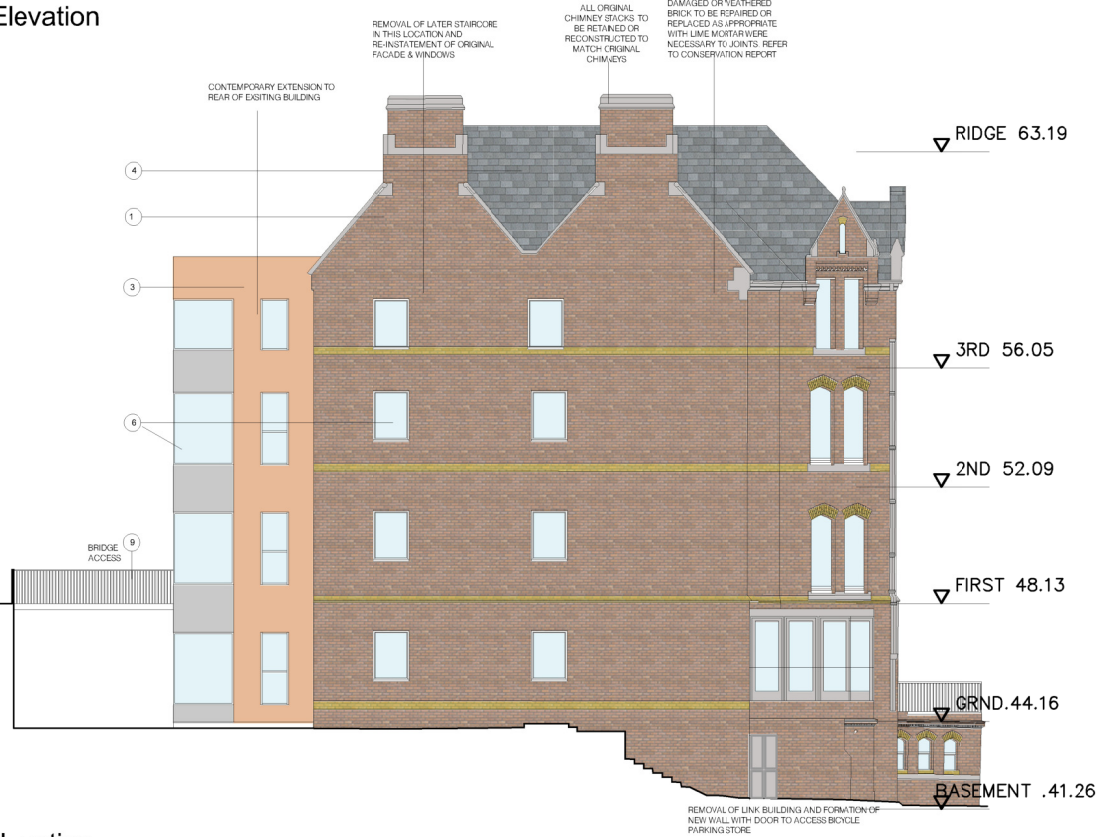 Elevation
REMOVAL OF LATER STAIRCORE
IN THIS LOCATION AND
RE-INSTATEMENT OF ORIGINAL
FACADE & WINDOWS
ALL ORGINAL
CHIMNEY STACKS TO
BE RETAINED OR
RECONSTRUCTED TO
MATCH ORIGINAL
CHIMNEYS
DAMAGED OR WEATHERED
BRICK TO BE REPAIRED OR
REPLACED AS APPROPRIATE
WITH LIME MORTAR WERE
NECESSARY TO JOINTS. REFER
TO CONSERVATION REPORT
CONTEMPORARY EXTENSION TO
REAR OF EXSITING BUILDING
RIDGE 63.19
4
1
3
3RD 56.05
6
2ND 52.09
BRIDGE
ACCESS
9
FIRST 48.13
GRND.44.16
BASEMENT .41.26
REMOVAL OF LINK BUILDING AND FORMATION OF
NEW WALL WITH DOOR TO ACCESS BICYCLE
PARKING STORE